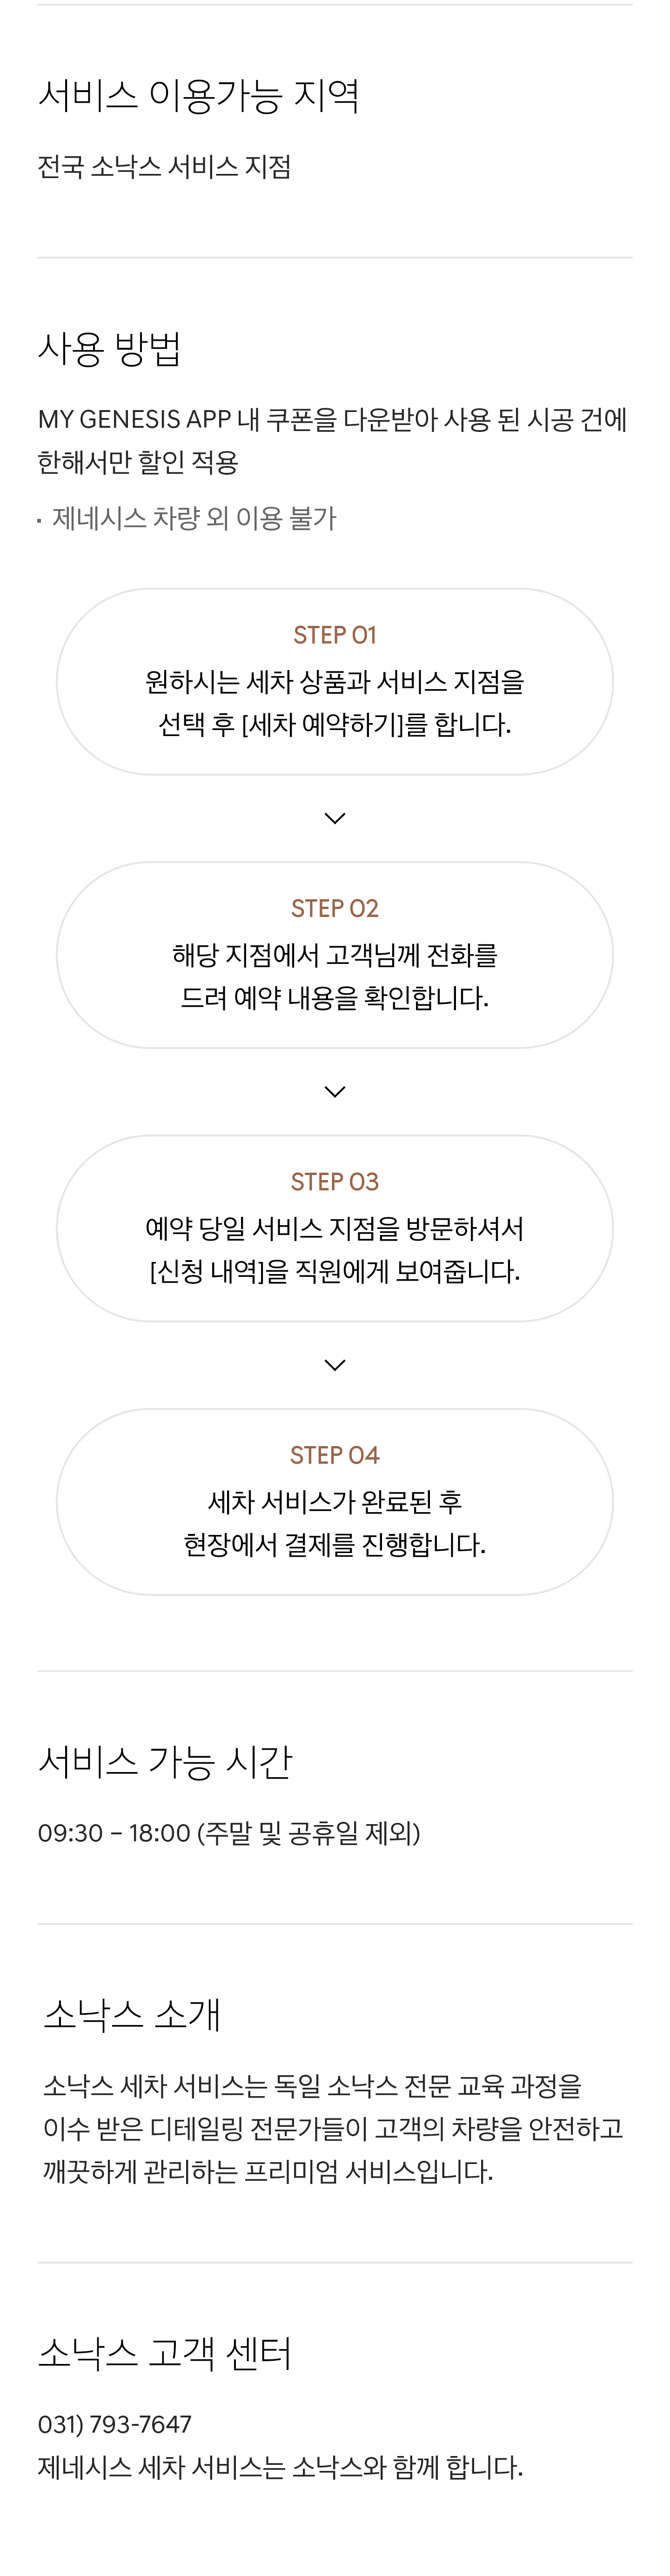 서비스 이용가능 지역
전국 소낙스 서비스 지점
사용 방법
MY GENESIS APP 내 쿠폰을 다운받아 사용 된 시공 건에
한해서만 할인 적용
· 제네시스 차량 외 이용 불가
STEP 01
원하시는 세차 상품과 서비스 지점을
선택 후 [세차 예약하기]를 합니다.
STEP 02
해당 지점에서 고객님께 전화를
드려 예약 내용을 확인합니다.
STEP 03
예약 당일 서비스 지점을 방문하셔서
[신청 내역]을 직원에게 보여줍니다.
STEP 04
세차 서비스가 완료된 후
현장에서 결제를 진행합니다.
서비스 가능 시간
09:30 – 18:00 (주말 및 공휴일 제외)
소낙스 소개
소낙스 세차 서비스는 독일 소낙스 전문 교육 과정을
이수 받은 디테일링 전문가들이 고객의 차량을 안전하고
깨끗하게 관리하는 프리미엄 서비스입니다.
소낙스 고객 센터
031) 793-7647
제네시스 세차 서비스는 소낙스와 함께 합니다.